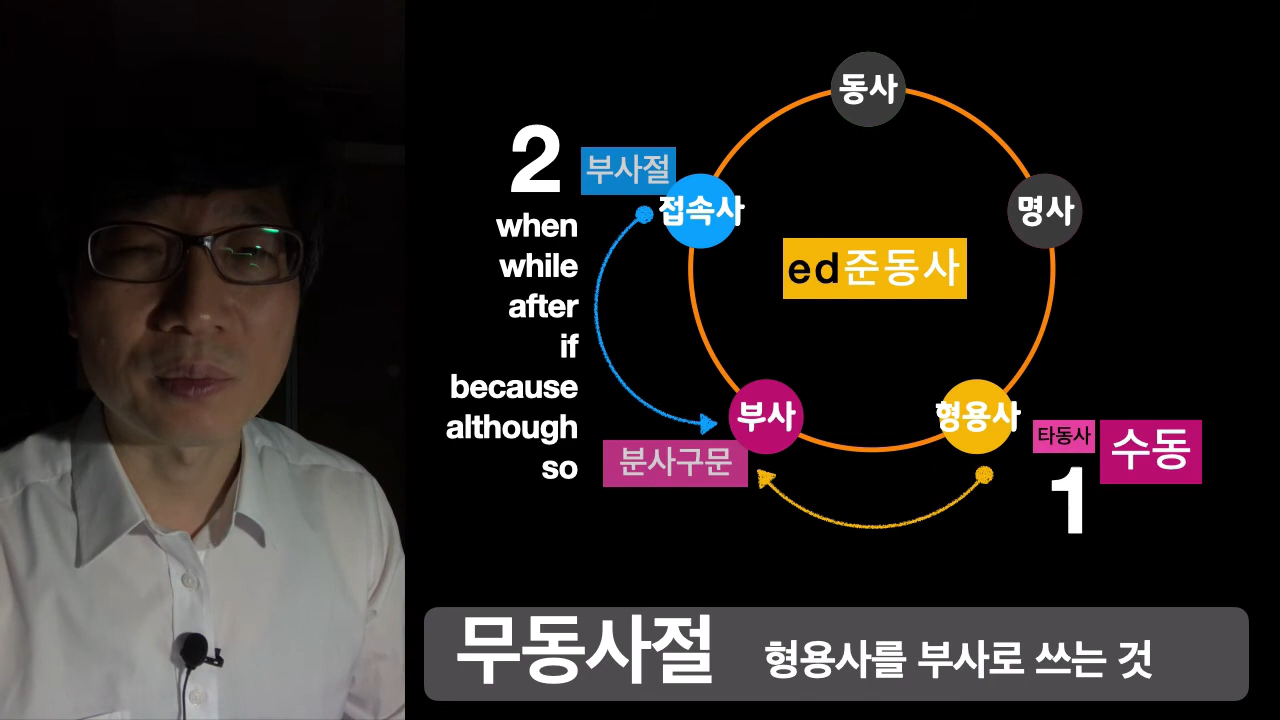 동사
2
부사절
접속사
명사
when
while
after
if
because
although
so
ed준동사
부사
형용사
분사구문
타동사
수동
1
무동사절
형용사를 부사로 쓰는 것